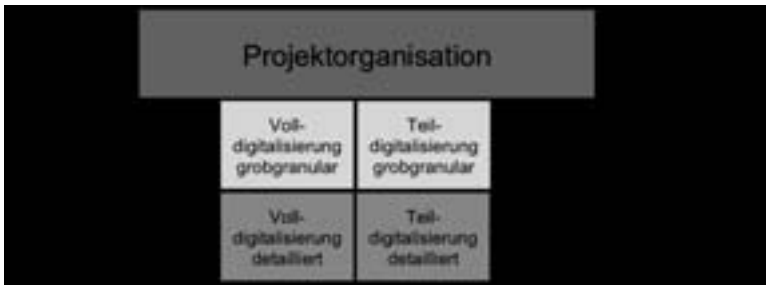 Projektorganisation
Voll-
digitalisierung
grobgranular
Teil-
digitalisierung
grobgranular
Voll-
digitalisierung
detailliert
Teil-
digitalisierung
detailliert